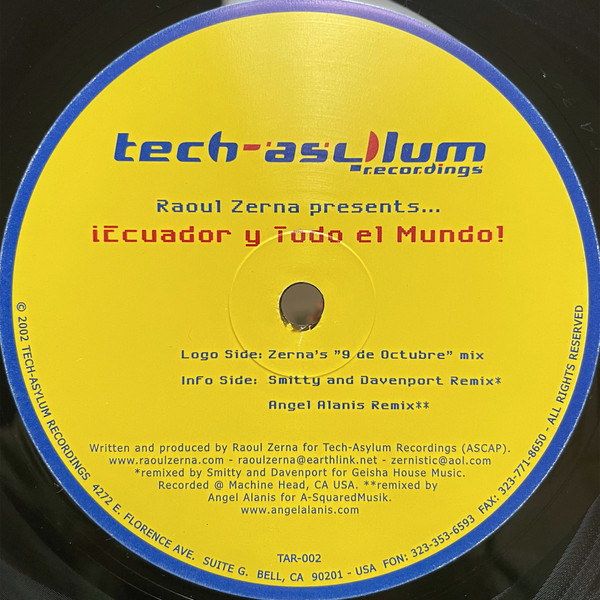 tech-asylum
recordings
Raoul Zerna presents...
¡Ecuador y Todo el Mundo!
Logo Side: Zerna's "9 de Octubre" mix
Info Side: Smitty and Davenport Remix*
Angel Alanis Remix**
Written and produced by Raoul Zerna for Tech-Asylum Recordings (ASCAP).
www.raoulzerna.com - raoulzerna@earthlink.net - zernistic@aol.com
*remixed by Smitty and Davenport for Geisha House Music.
Recorded @ Machine Head, CA USA. **remixed by
Angel Alanis for A-SquaredMusik.
www.angelalanis.com
TAR-002
© 2002 TECH-ASYLUM RECORDINGS 4272 E. FLORENCE AVE. SUITE G. BELL, CA 90201 - USA FON: 323-353-6593 FAX: 323-771-8650 - ALL RIGHTS RESERVED